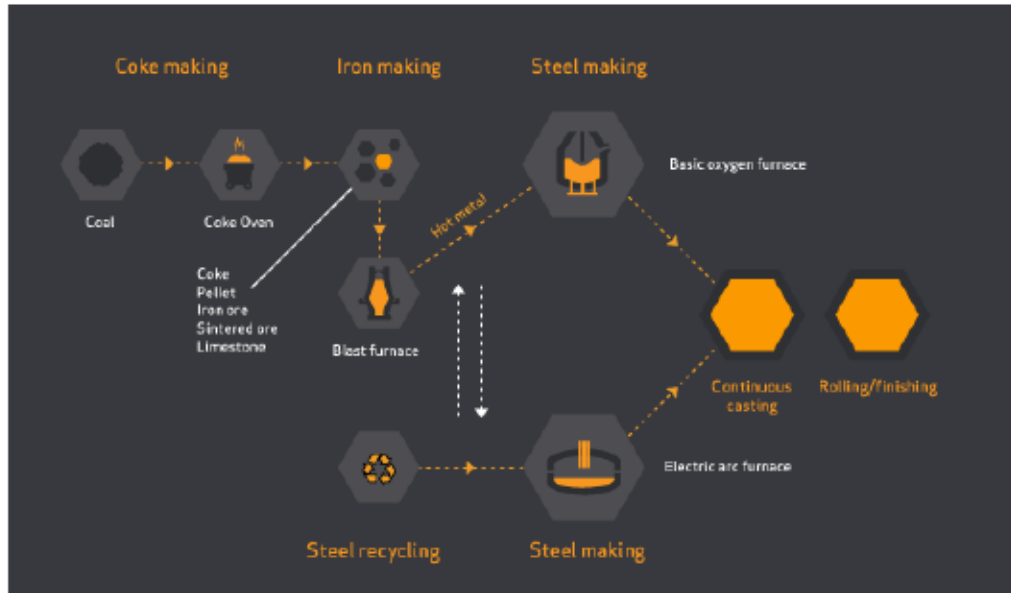 Coke making
Iron making
Steel making
Coal
Coke Oven
Hot metal
Basic oxygen furnace
Coke
Pellet
Iron ore
Sintered ore
Limestone
Blast furnace
Continuous
casting
Rolling/finishing
Electric arc furnace
Steel recycling
Steel making